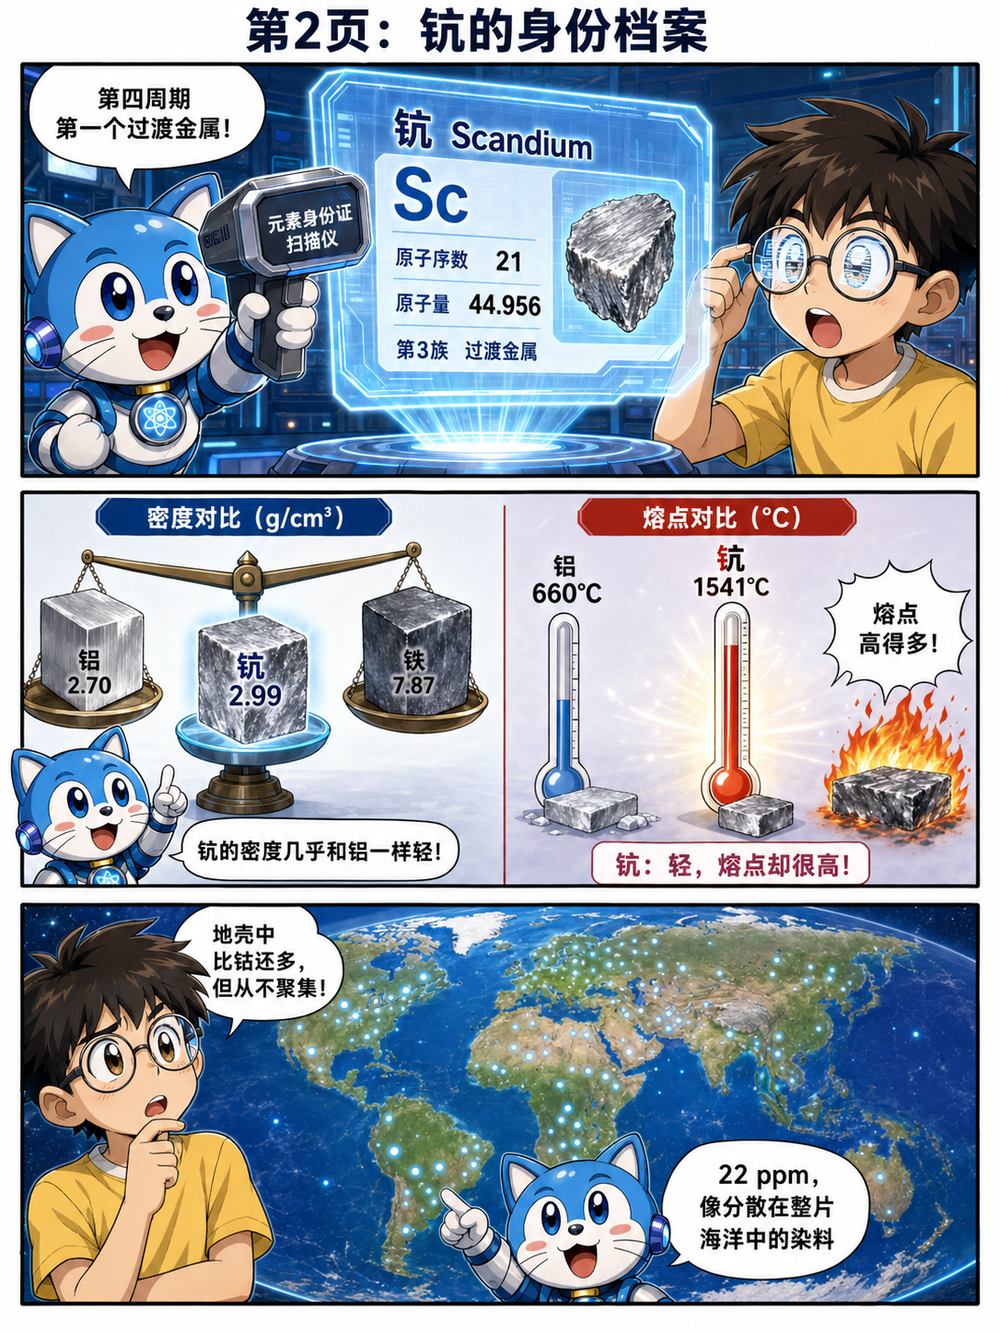 第2页：钪的身份档案
第四周期
第一个过渡金属！
元素身份证
扫描仪
钪 Scandium
Sc
原子序数 21
原子量 44.956
第3族 过渡金属
密度对比（g/cm³）
铝
2.70
钪
2.99
铁
7.87
钪的密度几乎和铝一样轻！
熔点对比（℃）
铝
660℃
钪
1541℃
熔点
高得多！
钪：轻，熔点却很高！
地壳中
比钴还多，
但从不聚集！
22 ppm，
像分散在整片
海洋中的染料